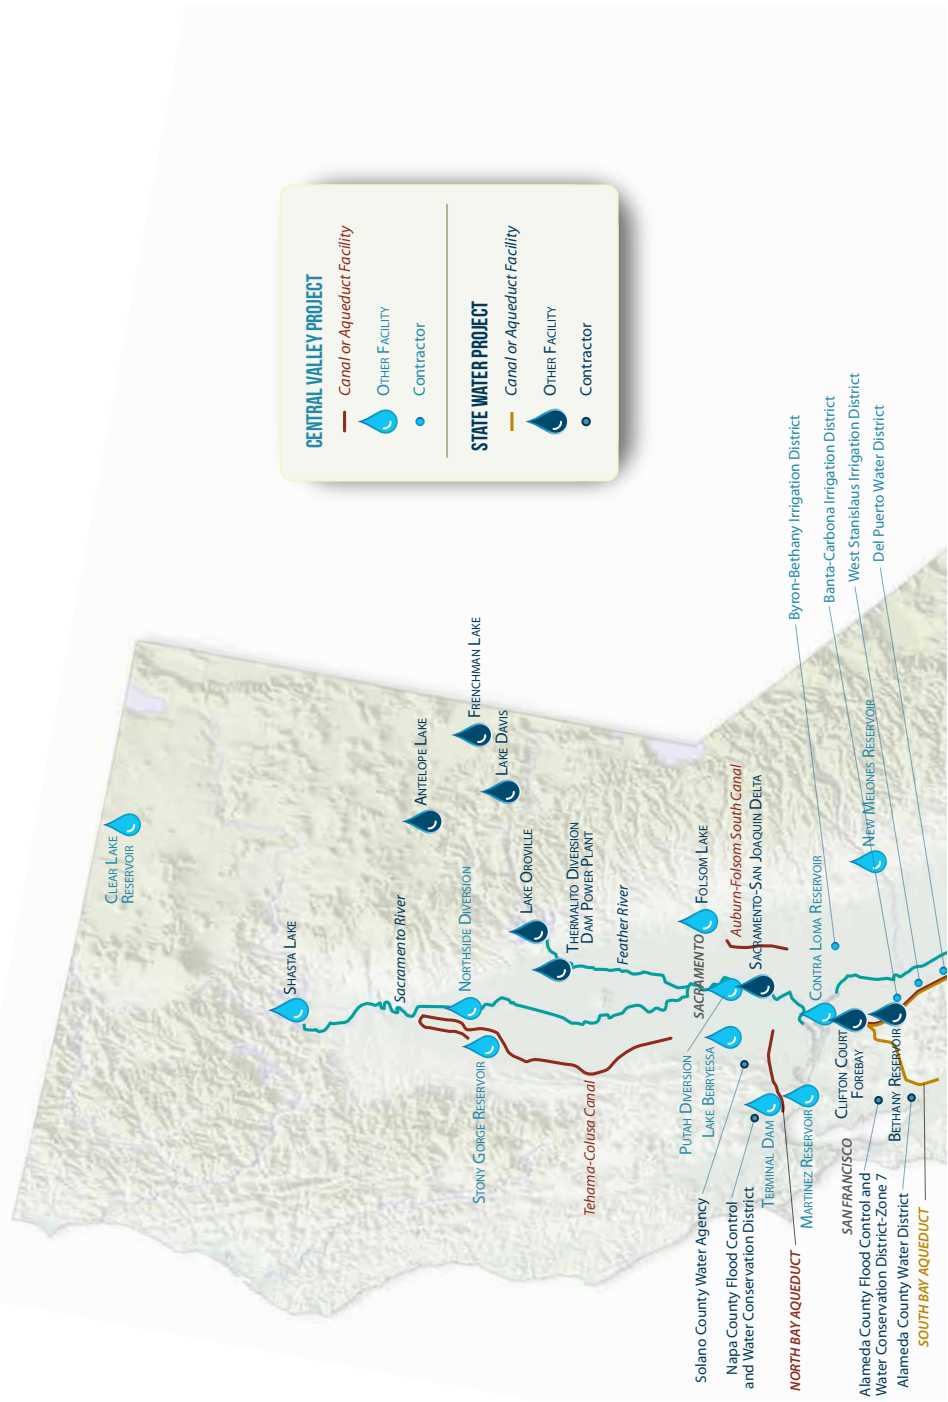 CENTRAL VALLEY PROJECT
Canal or Aqueduct Facility
OTHER FACILITY
Contractor
STATE WATER PROJECT
Canal or Aqueduct Facility
OTHER FACILITY
Contractor
CLEAR LAKE
RESERVOIR
SHASTA LAKE
Sacramento River
ANTELOPE LAKE
FRENCHMAN LAKE
LAKE DAVIS
NORTHSIDE DIVERSION
STONY GORGE RESERVOIR
LAKE OROVILLE
THERMALITO DIVERSION
DAM POWER PLANT
Feather River
Tehama-Colusa Canal
FOLSOM LAKE
SACRAMENTO
Auburn-Folsom South Canal
SACRAMENTO-SAN JOAQUIN DELTA
PUTAH DIVERSION
LAKE BERRYESSA
Solano County Water Agency
Napa County Flood Control
and Water Conservation District
TERMINAL DAM
NORTH BAY AQUEDUCT
MARTINEZ RESERVOIR
CONTRA LOMA RESERVOIR
Byron-Bethany Irrigation District
Banta-Carbona Irrigation District
West Stanislaus Irrigation District
Del Puerto Water District
NEW MELONES RESERVOIR
CLIFTON COURT
FOREBAY
SAN FRANCISCO
BETHANY RESERVOIR
Alameda County Flood Control and
Water Conservation District-Zone 7
Alameda County Water District
SOUTH BAY AQUEDUCT